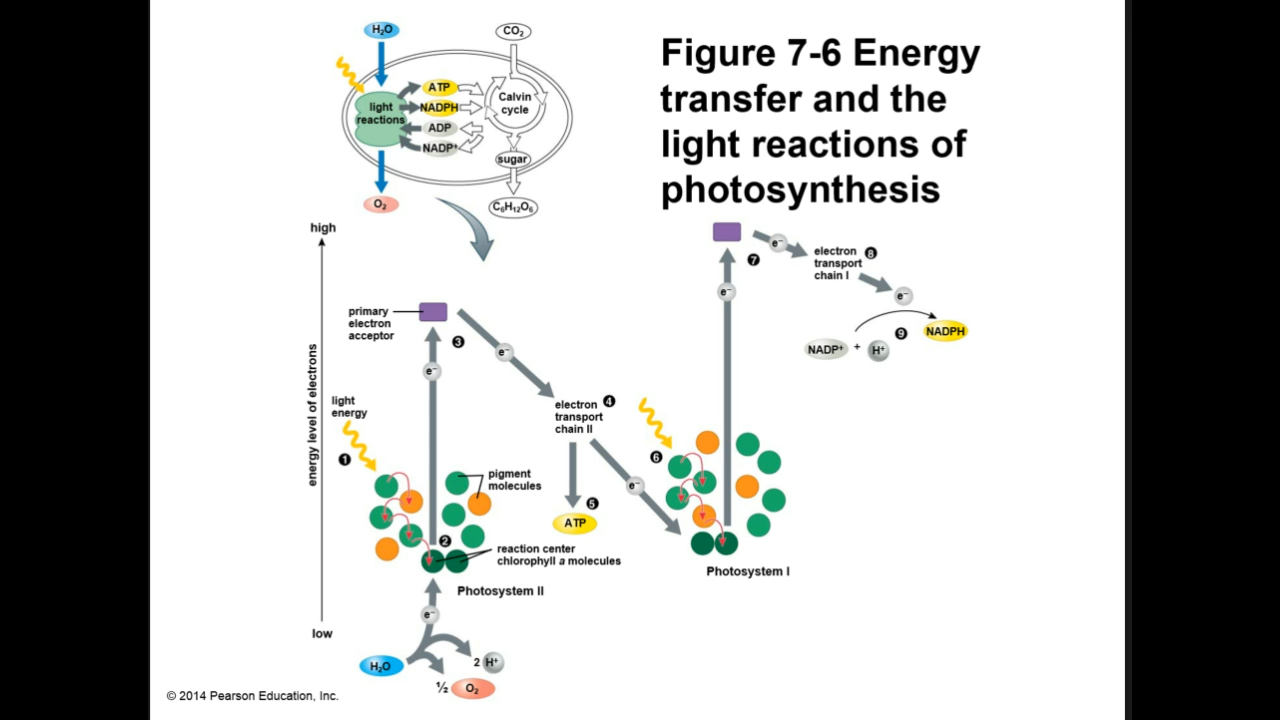 Figure 7-6 Energy
transfer and the
light reactions of
photosynthesis
H₂O
CO₂
light
reactions
ATP
NADPH
ADP
NADP⁺
Calvin
cycle
sugar
O₂
C₆H₁₂O₆
high
energy level of electrons
low
primary
electron
acceptor
e⁻
3
e⁻
light
energy
1
e⁻
electron
transport
chain II
4
pigment
molecules
5
ATP
e⁻
2
reaction center
chlorophyll a molecules
Photosystem II
e⁻
H₂O
2 H⁺
½ O₂
6
Photosystem I
e⁻
7
e⁻
electron
transport
chain I
8
e⁻
9
NADP⁺ + H⁺
NADPH
© 2014 Pearson Education, Inc.